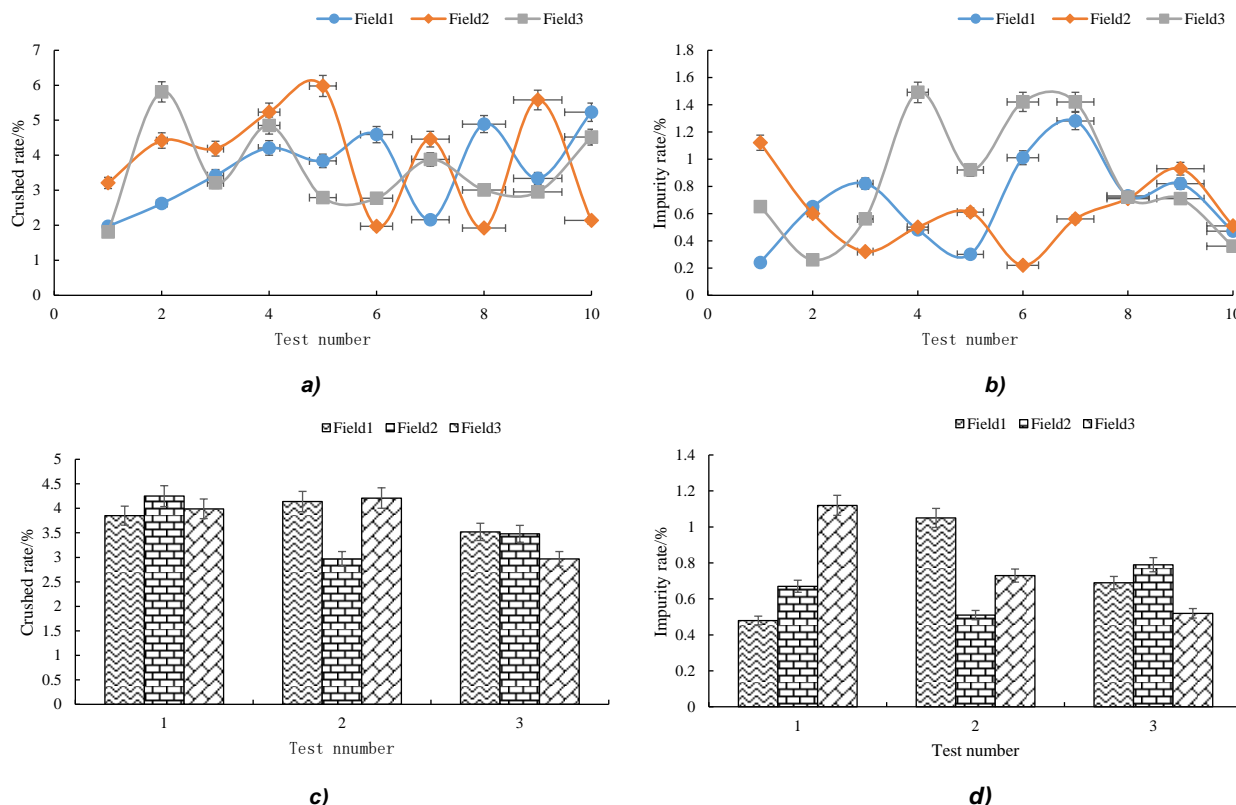 Field1 Field2 Field3
Crushed rate/%
7
6
5
4
3
2
1
0
0 2 4 6 8 10
Test number
a)
Field1 Field2 Field3
Impurity rate/%
1.8
1.6
1.4
1.2
1
0.8
0.6
0.4
0.2
0
0 2 4 6 8 10
Test number
b)
Field1 Field2 Field3
Crushed rate/%
5
4.5
4
3.5
3
2.5
2
1.5
1
0.5
0
1 2 3
Test nnumber
c)
Field1 Field2 Field3
Impurity rate/%
1.4
1.2
1
0.8
0.6
0.4
0.2
0
1 2 3
Test number
d)